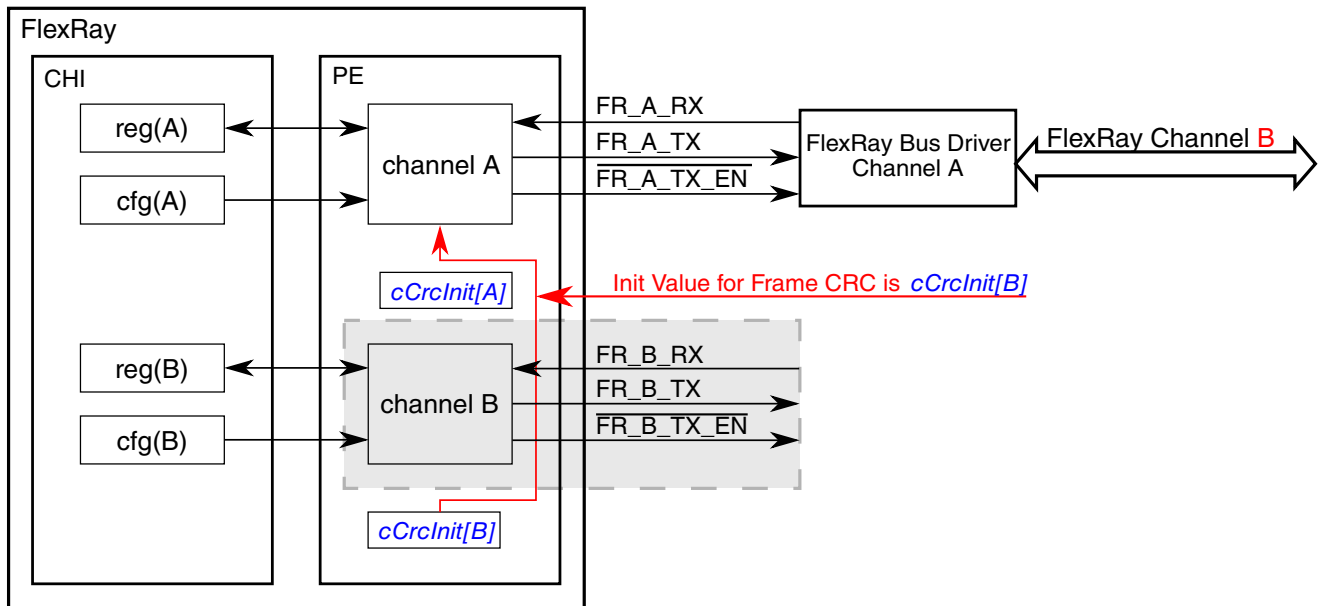 FlexRay
CHI
PE
reg(A)
cfg(A)
channel A
FR_A_RX
FR_A_TX
FR_A_TX_EN
FlexRay Bus Driver
Channel A
FlexRay Channel B
cCrcInit[A]
Init Value for Frame CRC is cCrcInit[B]
reg(B)
cfg(B)
channel B
FR_B_RX
FR_B_TX
FR_B_TX_EN
cCrcInit[B]